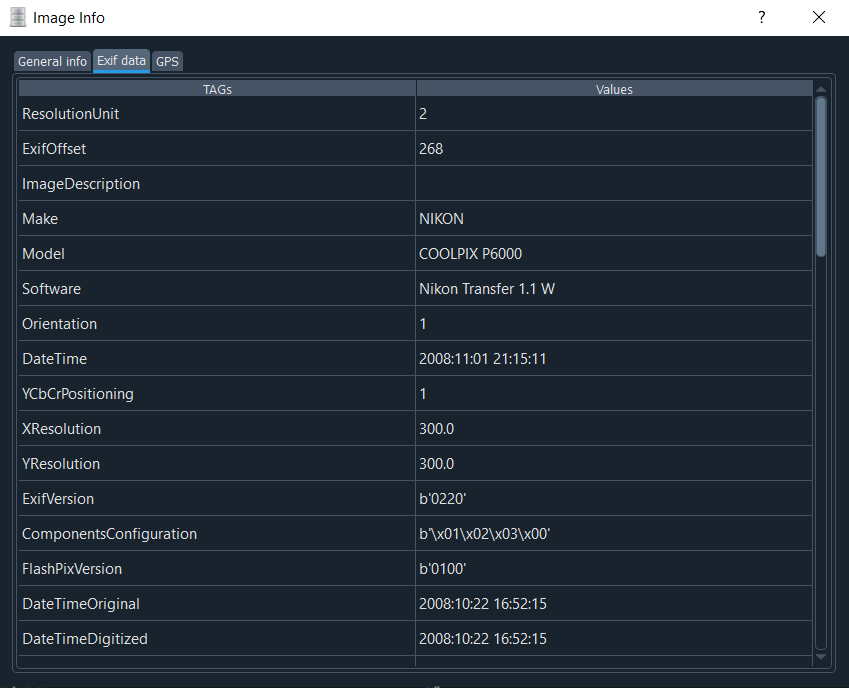 Image Info
?
General info Exif data GPS
TAGs Values
ResolutionUnit 2
ExifOffset 268
ImageDescription
Make NIKON
Model COOLPIX P6000
Software Nikon Transfer 1.1 W
Orientation 1
DateTime 2008:11:01 21:15:11
YCbCrPositioning 1
XResolution 300.0
YResolution 300.0
ExifVersion b'0220'
ComponentsConfiguration b'\x01\x02\x03\x00'
FlashPixVersion b'0100'
DateTimeOriginal 2008:10:22 16:52:15
DateTimeDigitized 2008:10:22 16:52:15